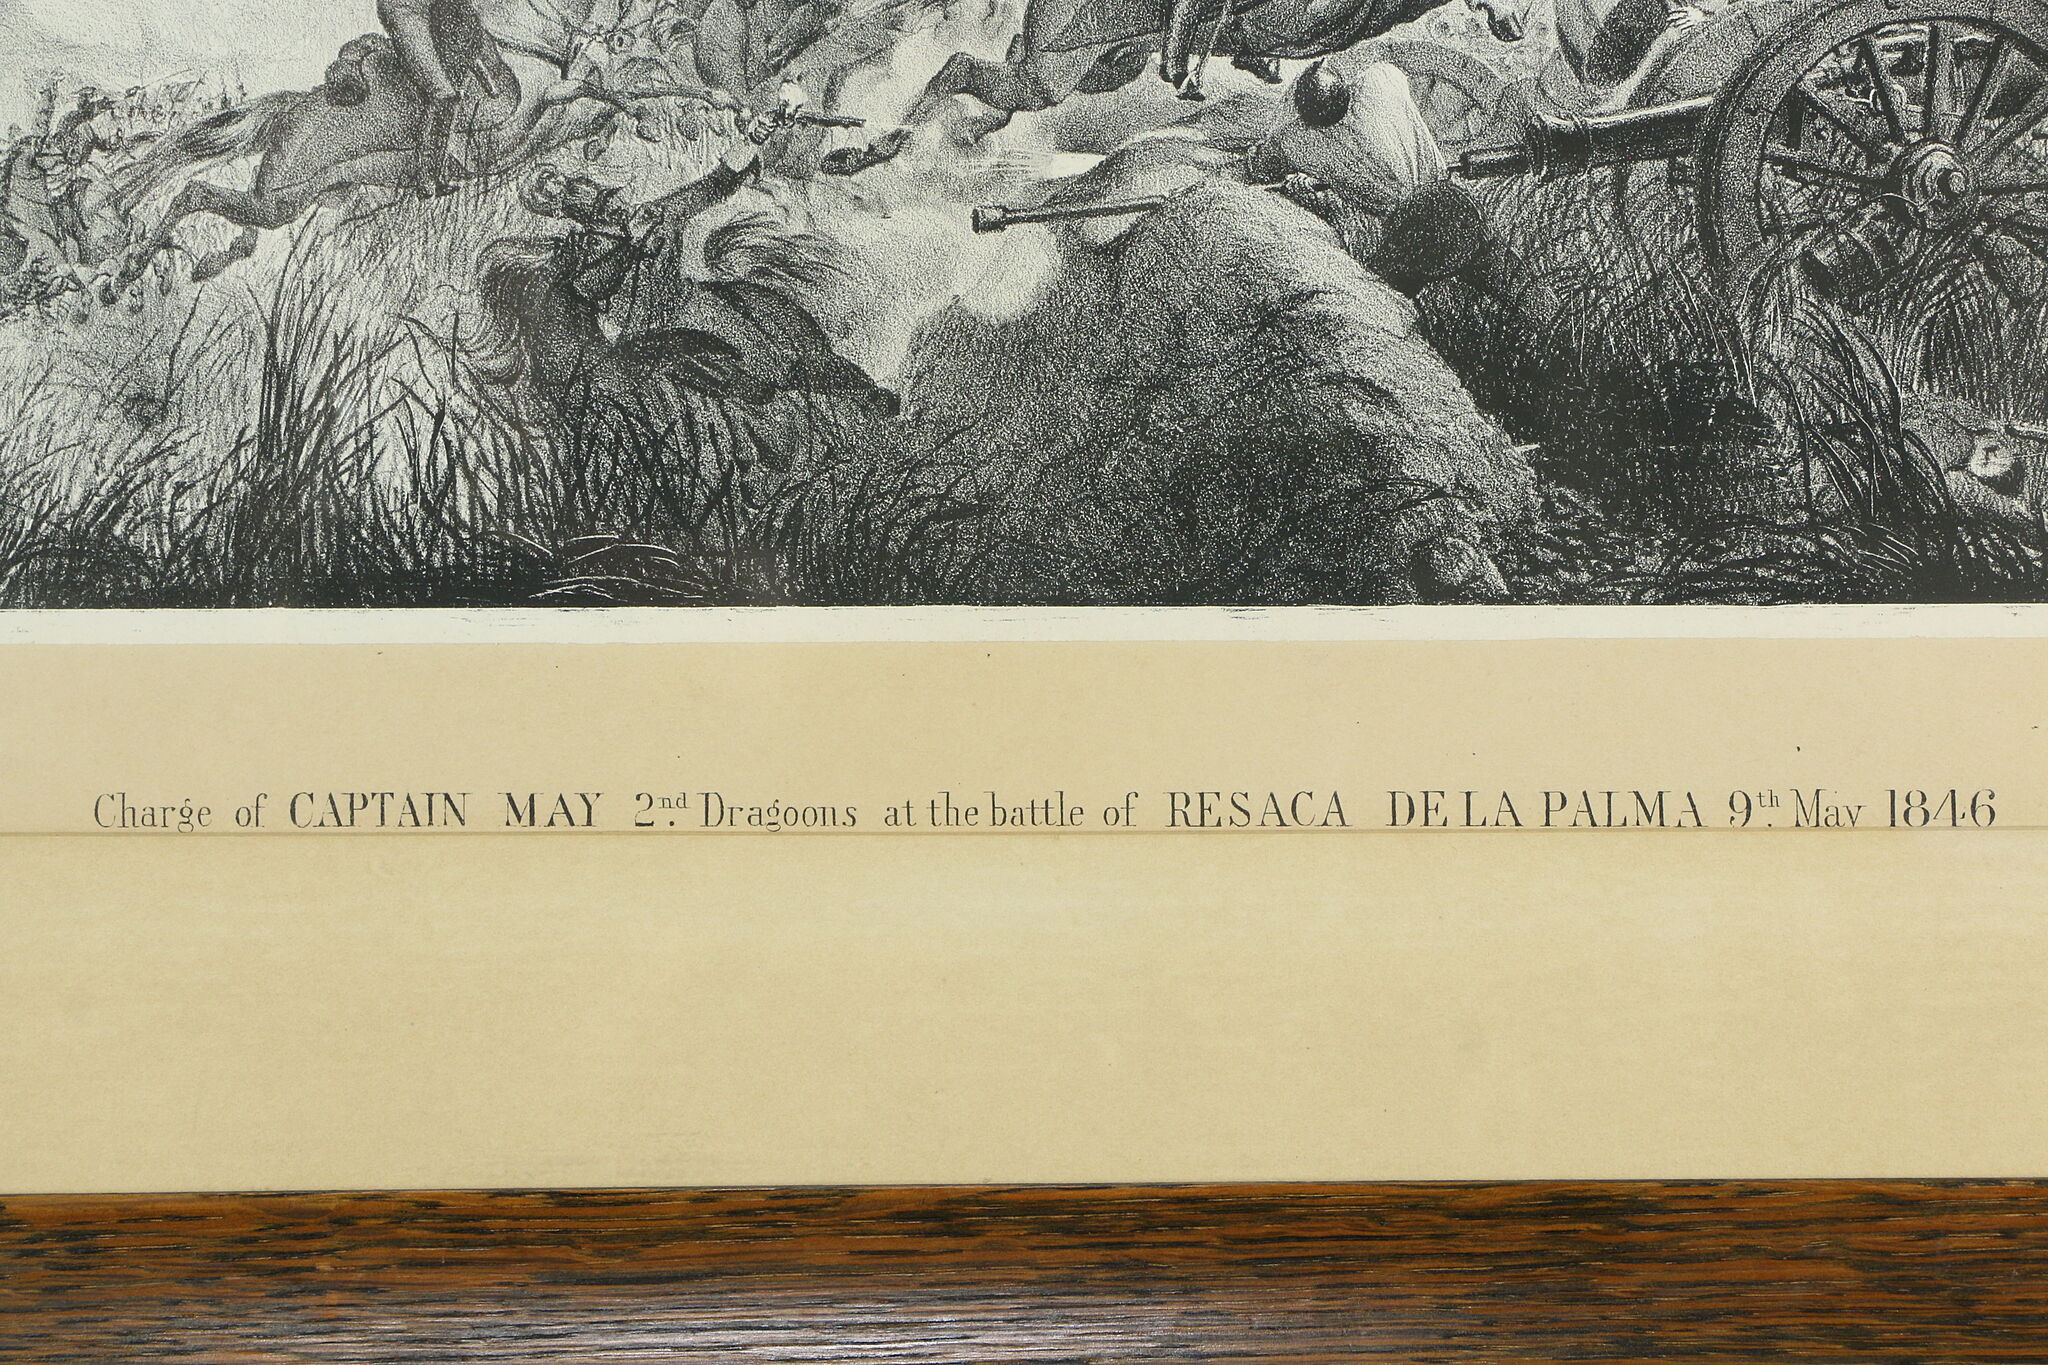 Charge of CAPTAIN MAY 2nd. Dragoons at the battle of RESACA DE LA PALMA 9th. May 1846